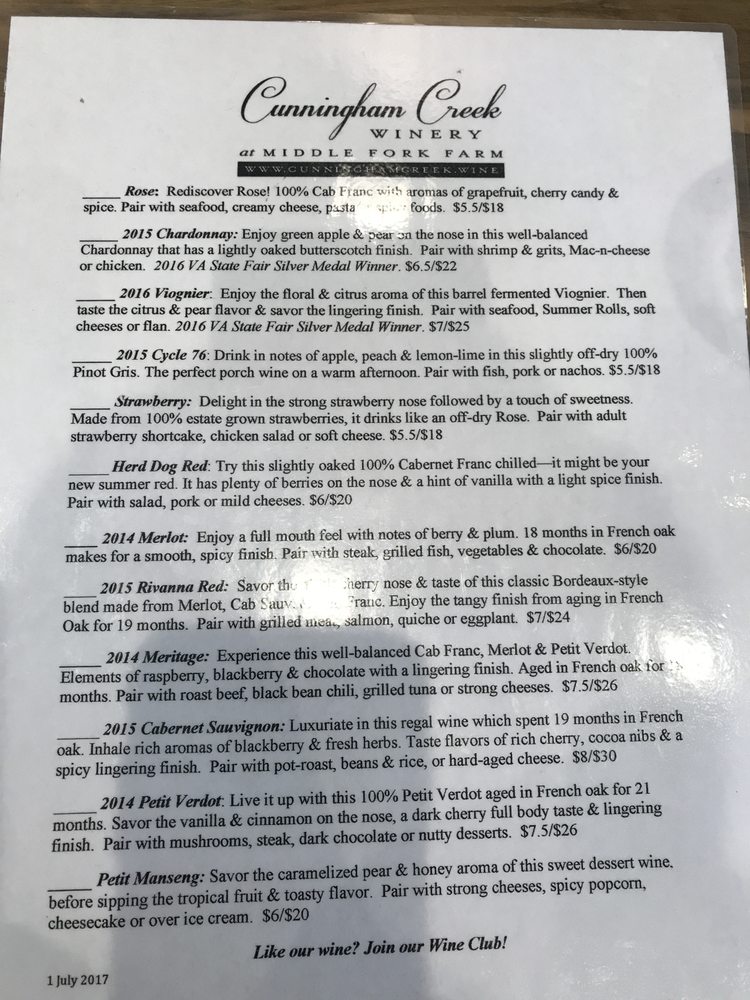 Cunningham Creek
WINERY
at MIDDLE FORK FARM
WWW.CUNNINGHAMCREEK.WINE
_____ Rose: Rediscover Rose! 100% Cab Franc with aromas of grapefruit, cherry candy &
spice. Pair with seafood, creamy cheese, pasta foods. $5.5/$18
_____ 2015 Chardonnay: Enjoy green apple & pear on the nose in this well-balanced
Chardonnay that has a lightly oaked butterscotch finish. Pair with shrimp & grits, Mac-n-cheese
or chicken. 2016 VA State Fair Silver Medal Winner. $6.5/$22
_____ 2016 Viognier: Enjoy the floral & citrus aroma of this barrel fermented Viognier. Then
taste the citrus & pear flavor & savor the lingering finish. Pair with seafood, Summer Rolls, soft
cheeses or flan. 2016 VA State Fair Silver Medal Winner. $7/$25
_____ 2015 Cycle 76: Drink in notes of apple, peach & lemon-lime in this slightly off-dry 100%
Pinot Gris. The perfect porch wine on a warm afternoon. Pair with fish, pork or nachos. $5.5/$18
_____ Strawberry: Delight in the strong strawberry nose followed by a touch of sweetness.
Made from 100% estate grown strawberries, it drinks like an off-dry Rose. Pair with adult
strawberry shortcake, chicken salad or soft cheese. $5.5/$18
_____ Herd Dog Red: Try this slightly oaked 100% Cabernet Franc chilled—it might be your
new summer red. It has plenty of berries on the nose & a hint of vanilla with a light spice finish.
Pair with salad, pork or mild cheeses. $6/$20
_____ 2014 Merlot: Enjoy a full mouth feel with notes of berry & plum. 18 months in French oak
makes for a smooth, spicy finish. Pair with steak, grilled fish, vegetables & chocolate. $6/$20
_____ 2015 Rivanna Red: Savor the cherry nose & taste of this classic Bordeaux-style
blend made from Merlot, Cab Franc. Enjoy the tangy finish from aging in French
Oak for 19 months. Pair with grilled meat, salmon, quiche or eggplant. $7/$24
_____ 2014 Meritage: Experience this well-balanced Cab Franc, Merlot & Petit Verdot.
Elements of raspberry, blackberry & chocolate with a lingering finish. Aged in French oak for
months. Pair with roast beef, black bean chili, grilled tuna or strong cheeses. $7.5/$26
_____ 2015 Cabernet Sauvignon: Luxuriate in this regal wine which spent 19 months in French
oak. Inhale rich aromas of blackberry & fresh herbs. Taste flavors of rich cherry, cocoa nibs & a
spicy lingering finish. Pair with pot-roast, beans & rice, or hard-aged cheese. $8/$30
_____ 2014 Petit Verdot: Live it up with this 100% Petit Verdot aged in French oak for 21
months. Savor the vanilla & cinnamon on the nose, a dark cherry full body taste & lingering
finish. Pair with mushrooms, steak, dark chocolate or nutty desserts. $7.5/$26
_____ Petit Manseng: Savor the caramelized pear & honey aroma of this sweet dessert wine,
before sipping the tropical fruit & toasty flavor. Pair with strong cheeses, spicy popcorn,
cheesecake or over ice cream. $6/$20
Like our wine? Join our Wine Club!
1 July 2017